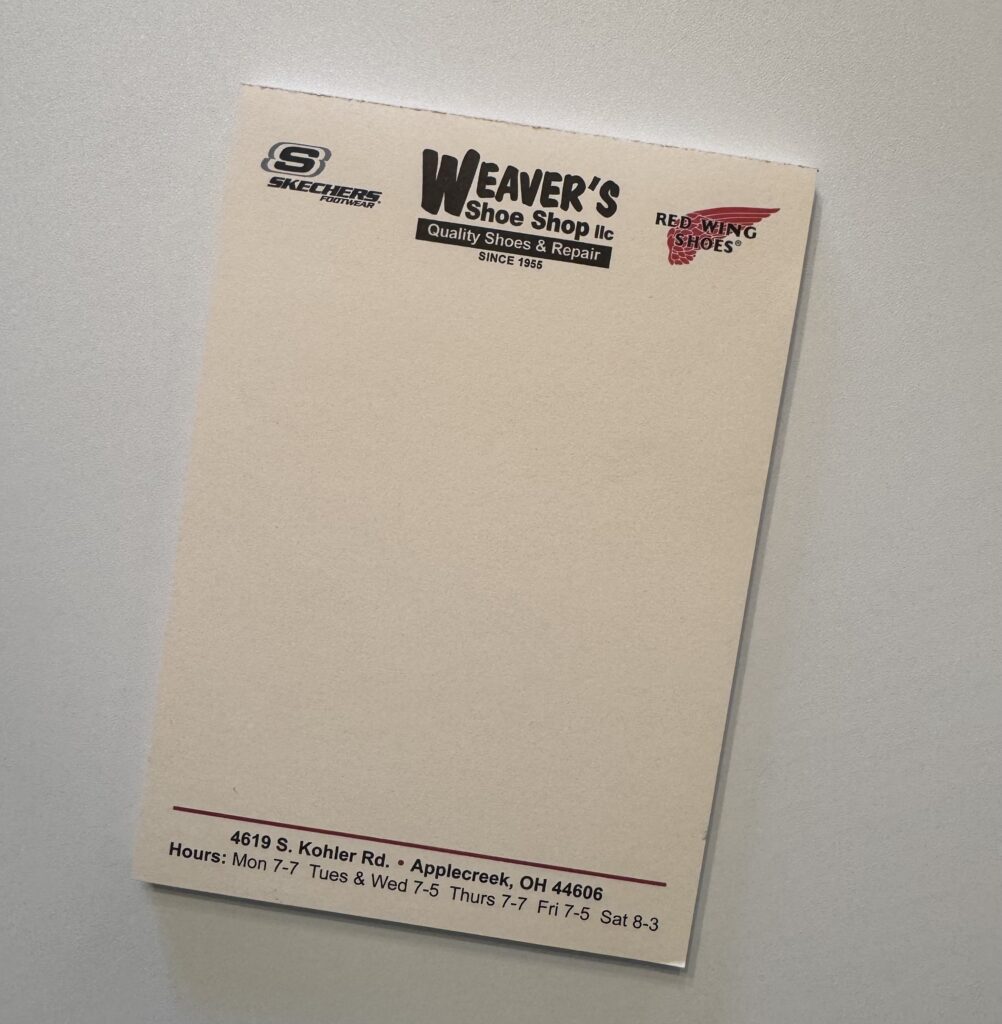 S
SKECHERS
FOOTWEAR
WEAVER'S
Shoe Shop llc
Quality Shoes & Repair
SINCE 1955
RED WING
SHOES®
4619 S. Kohler Rd. • Applecreek, OH 44606
Hours: Mon 7-7 Tues & Wed 7-5 Thurs 7-7 Fri 7-5 Sat 8-3